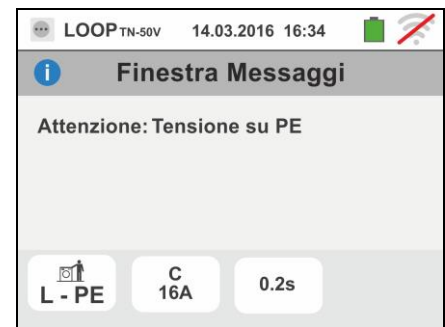 LOOP TN-50V 14.03.2016 16:34
i Finestra Messaggi
Attenzione: Tensione su PE
L - PE
C
16A
0.2s